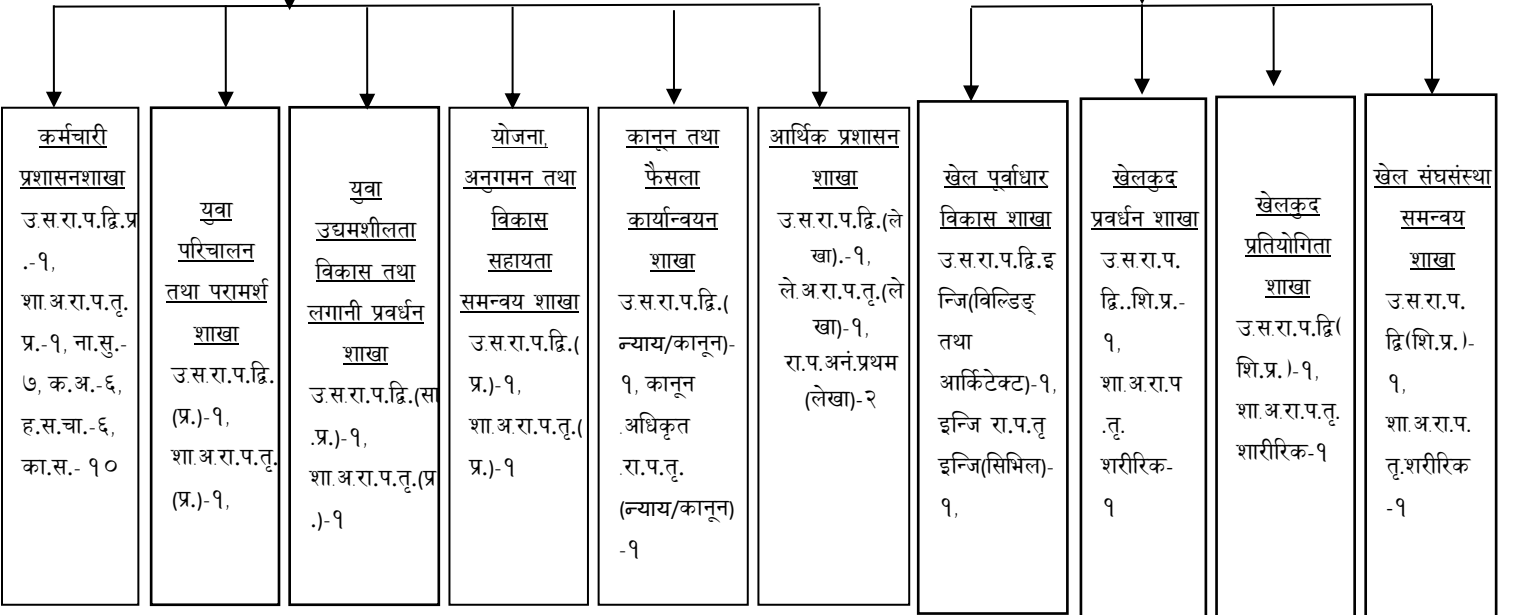 कर्मचारी
प्रशासनशाखा
उ.स.रा.प.द्वि.प्र
.-१,
शा.अ.रा.प.तृ.
प्र.-१, ना.सु.-
७, क.अ.-६,
ह.स.चा.-६,
का.स.- १०
युवा
परिचालन
तथा परामर्श
शाखा
उ.स.रा.प.द्वि.
(प्र.)-१,
शा.अ.रा.प.तृ.
(प्र.)-१,
युवा
उद्यमशीलता
विकास तथा
लगानी प्रवर्धन
शाखा
उ.स.रा.प.द्वि.(सा
.प्र.)-१,
शा.अ.रा.प.तृ.(प्र
.)-१
योजना,
अनुगमन तथा
विकास
सहायता
समन्वय शाखा
उ.स.रा.प.द्वि.(
प्र.)-१,
शा.अ.रा.प.तृ.(
प्र.)-१
कानून तथा
फैसला
कार्यान्वयन
शाखा
उ.स.रा.प.द्वि.(
न्याय/कानून)-
१, कानून
अधिकृत
.रा.प.तृ.
(न्याय/कानून)
-१
आर्थिक प्रशासन
शाखा
उ.स.रा.प.द्वि.(ले
खा).-१,
ले.अ.रा.प.तृ.(ले
खा)-१,
रा.प.अनं.प्रथम
(लेखा)-२
खेल पूर्वाधार
विकास शाखा
उ.स.रा.प.द्वि.इ
न्जि(विल्डिङ्
तथा
आर्किटेक्ट)-१,
इन्जि रा.प.तृ
इन्जि(सिभिल)-
१,
खेलकुद
प्रवर्धन शाखा
उ.स.रा.प.
द्वि..शि.प्र.-
१,
शा.अ.रा.प
.तृ.
शरीरिक-
१
खेलकुद
प्रतियोगिता
शाखा
उ.स.रा.प.द्वि(
शि.प्र.)-१,
शा.अ.रा.प.तृ.
शारीरिक-१
खेल संघसंस्था
समन्वय
शाखा
उ.स.रा.प.
द्वि(शि.प्र.)-
१,
शा.अ.रा.प.
तृ.शरीरिक
-१